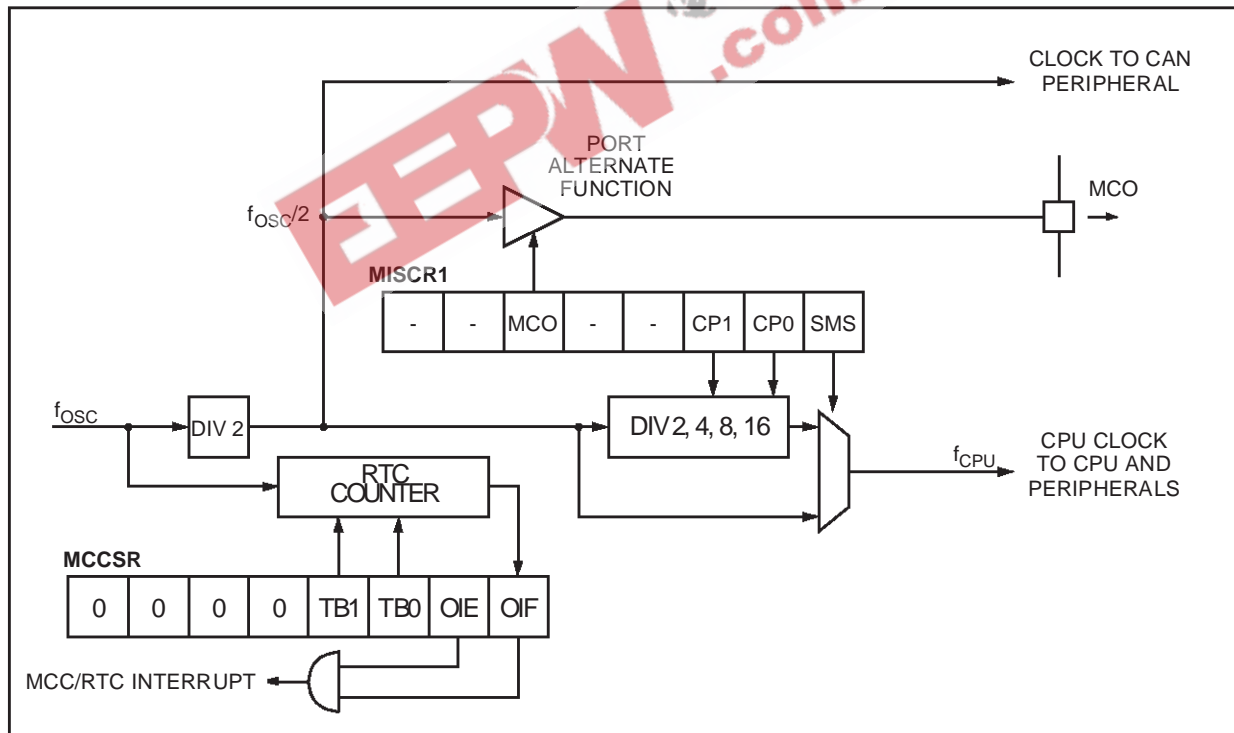 EEPW .com
CLOCK TO CAN
PERIPHERAL
PORT
ALTERNATE
FUNCTION
MCO
fOSC/2
MISCR1
- - MCO - - CP1 CP0 SMS
fOSC
DIV 2
DIV 2, 4, 8, 16
RTC
COUNTER
fCPU
CPU CLOCK
TO CPU AND
PERIPHERALS
MCCSR
0 0 0 0 TB1 TB0 OIE OIF
MCC/RTC INTERRUPT